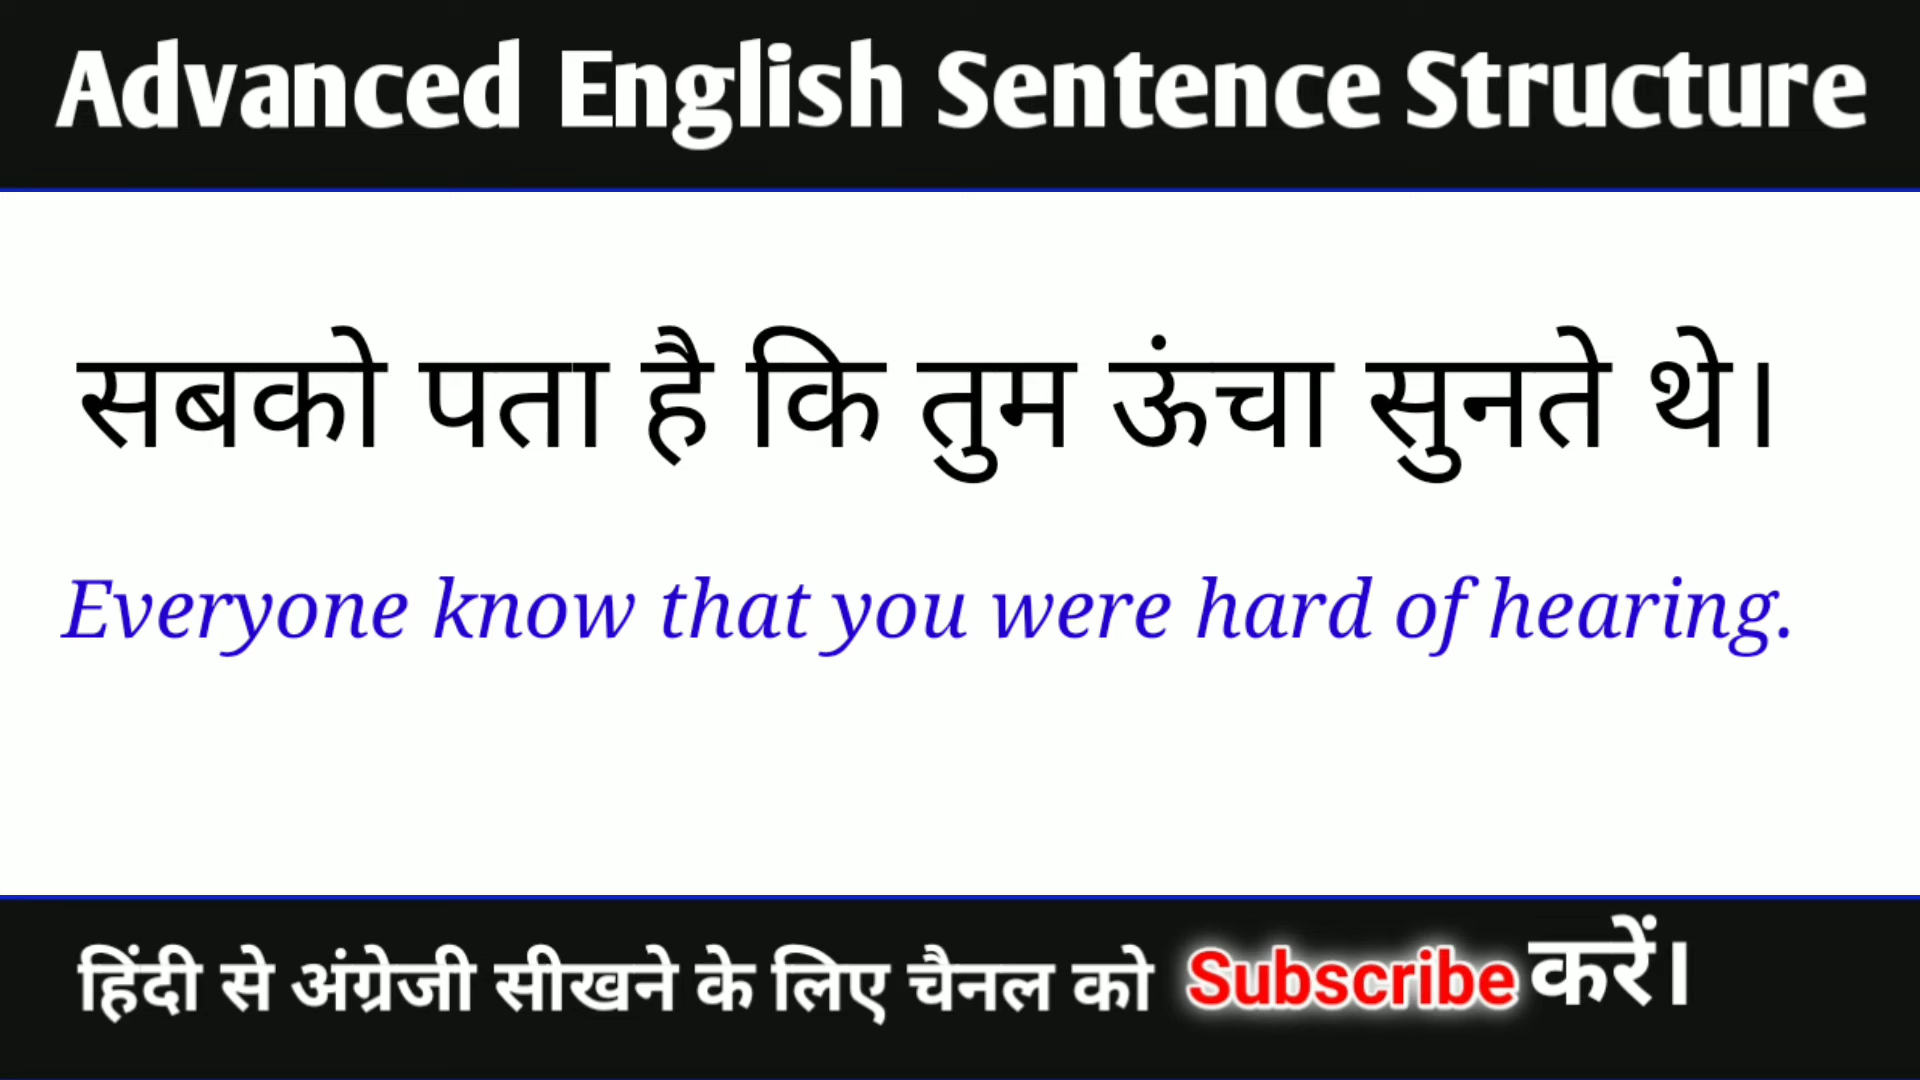 Advanced English Sentence Structure
सबको पता है कि तुम ऊंचा सुनते थे।
Everyone know that you were hard of hearing.
हिंदी से अंग्रेजी सीखने के लिए चैनल को Subscribe करें।